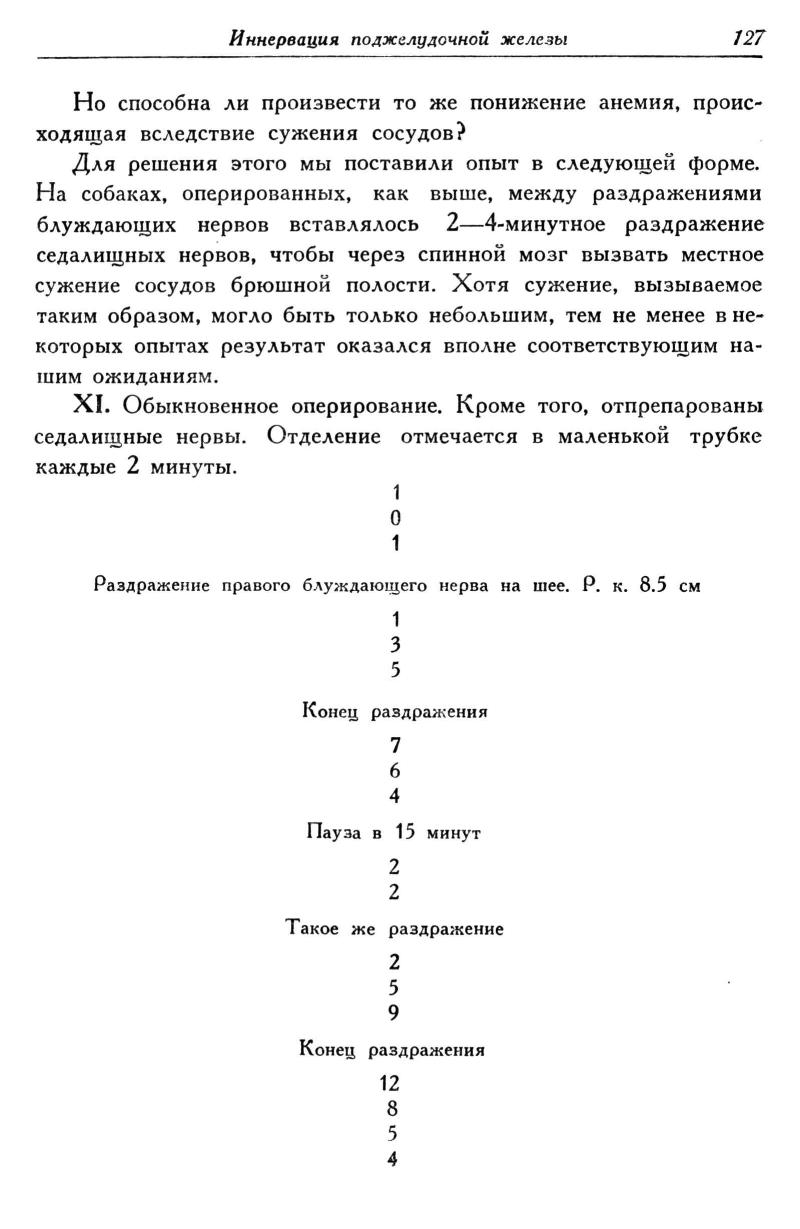 Иннервация поджелудочной железы 127
Но способна ли произвести то же понижение анемия, проис-
ходящая вследствие сужения сосудов?
Для решения этого мы поставили опыт в следующей форме.
На собаках, оперированных, как выше, между раздражениями
блуждающих нервов вставлялось 2—4-минутное раздражение
седалищных нервов, чтобы через спинной мозг вызвать местное
сужение сосудов брюшной полости. Хотя сужение, вызываемое
таким образом, могло быть только небольшим, тем не менее в не-
которых опытах результат оказался вполне соответствующим на-
шим ожиданиям.
XI. Обыкновенное оперирование. Кроме того, отпрепарованы
седалищные нервы. Отделение отмечается в маленькой трубке
каждые 2 минуты.
1
0
1
Раздражение правого блуждающего нерва на шее. Р. к. 8.5 см
1
3
5
Конец раздражения
7
6
4
Пауза в 15 минут
2
2
Такое же раздражение
2
5
9
Конец раздражения
12
8
5
4